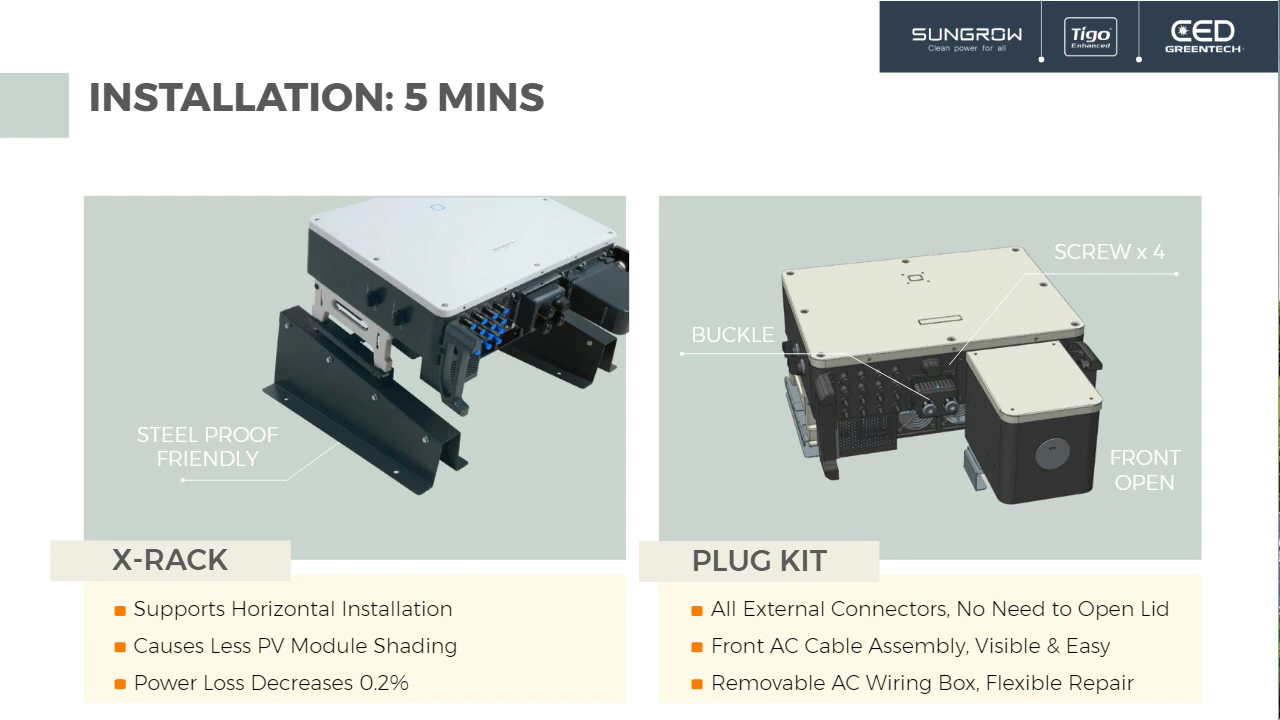 SUNGROW
Clean power for all
Tigo
Enhanced
CED
GREENTECH
INSTALLATION: 5 MINS
STEEL PROOF
FRIENDLY
SCREW x 4
BUCKLE
FRONT
OPEN
X-RACK
Supports Horizontal Installation
Causes Less PV Module Shading
Power Loss Decreases 0.2%
PLUG KIT
All External Connectors, No Need to Open Lid
Front AC Cable Assembly, Visible & Easy
Removable AC Wiring Box, Flexible Repair